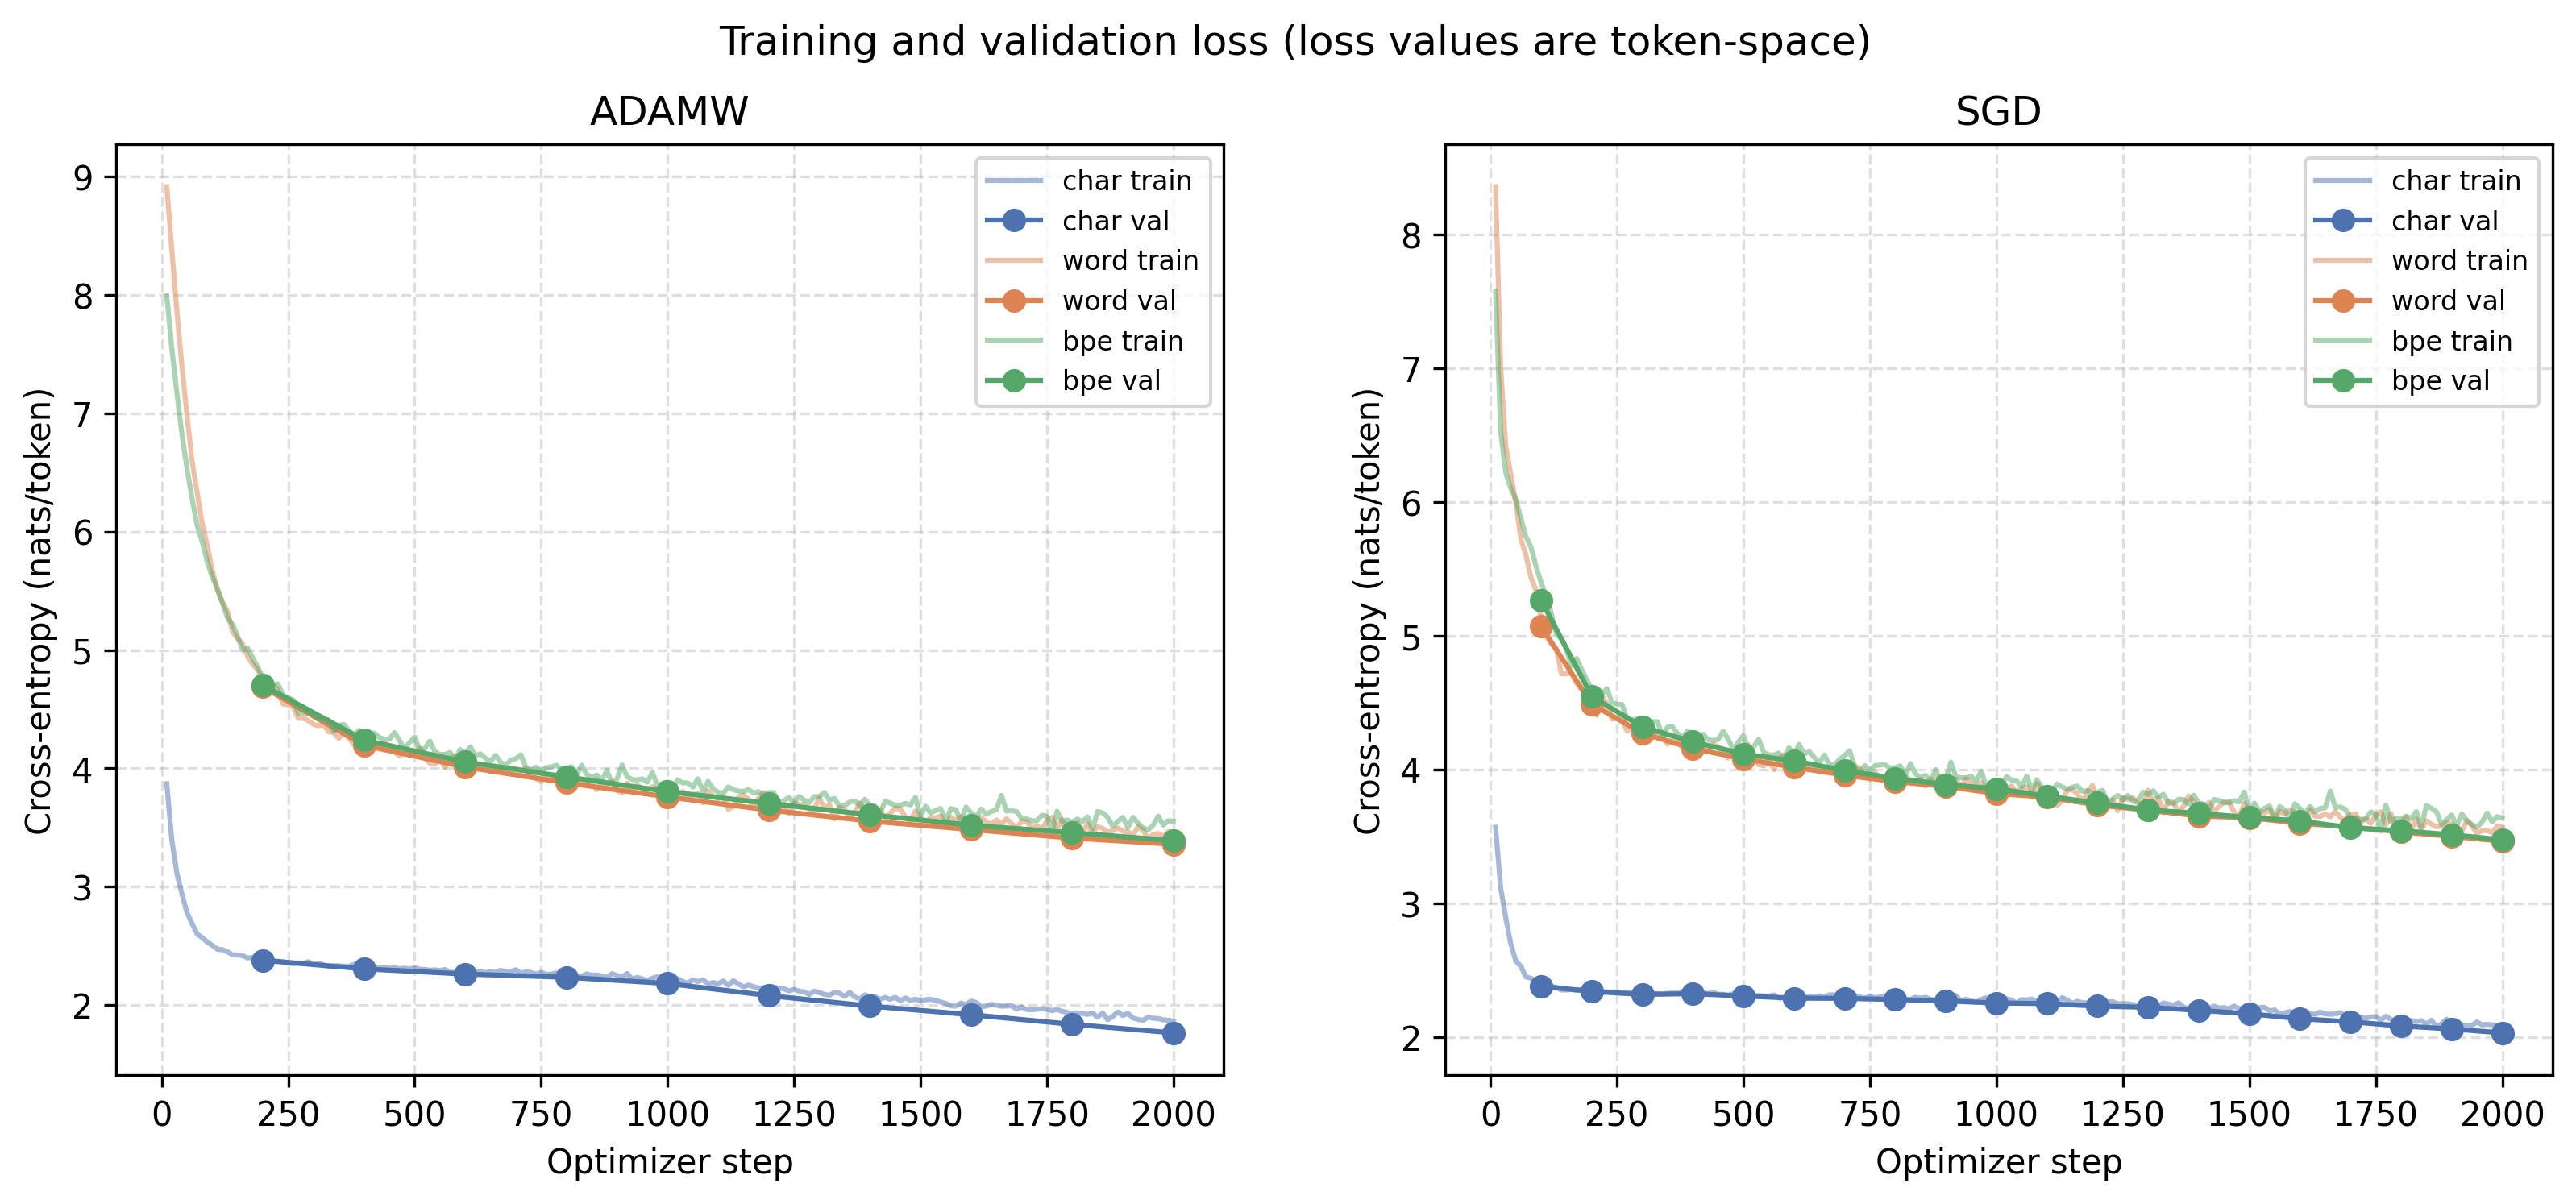 Training and validation loss (loss values are token-space)
ADAMW
Cross-entropy (nats/token)
9
8
7
6
5
4
3
2
char train
char val
word train
word val
bpe train
bpe val
0 250 500 750 1000 1250 1500 1750 2000
Optimizer step
SGD
Cross-entropy (nats/token)
8
7
6
5
4
3
2
char train
char val
word train
word val
bpe train
bpe val
0 250 500 750 1000 1250 1500 1750 2000
Optimizer step